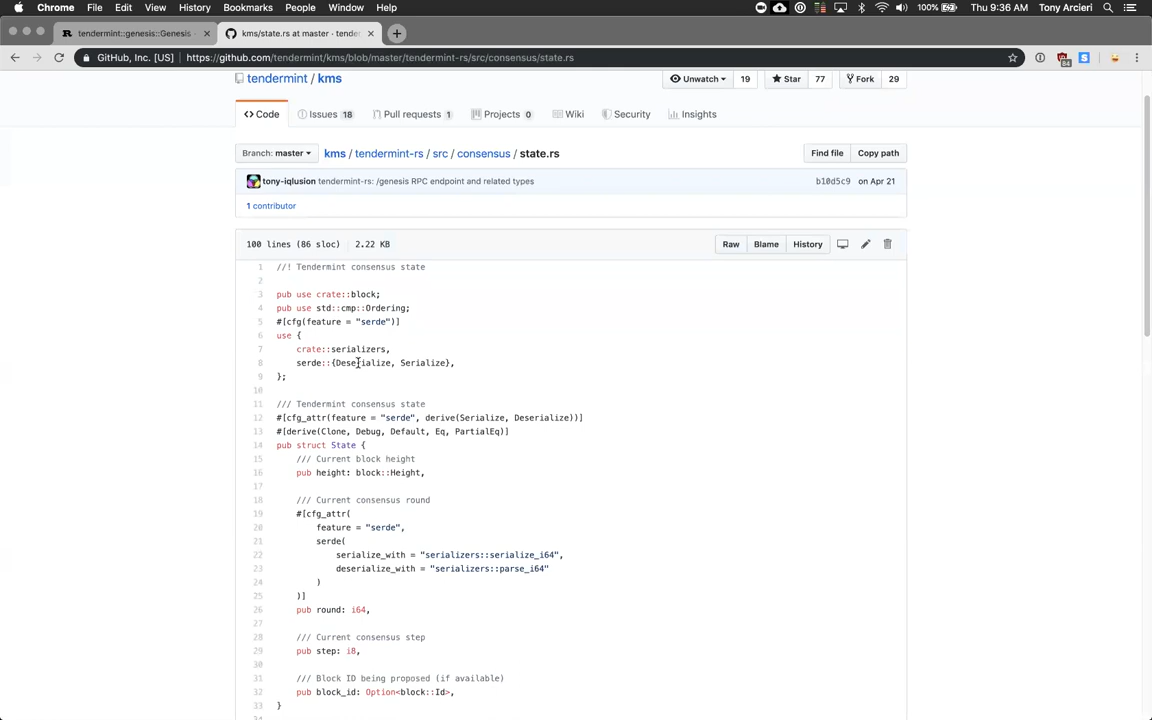 Chrome File Edit View History Bookmarks People Window Help 100% Thu 9:36 AM Tony Arcieri
tendermint::genesis::Genesis
kms/state.rs at master · tender
GitHub, Inc. [US] https://github.com/tendermint/kms/blob/master/tendermint-rs/src/consensus/state.rs
tendermint / kms
Unwatch 19 Star 77 Fork 29
Code Issues 18 Pull requests 1 Projects 0 Wiki Security Insights
Branch: master kms / tendermint-rs / src / consensus / state.rs Find file Copy path
tony-iqlusion tendermint-rs: /genesis RPC endpoint and related types b10d5c9 on Apr 21
1 contributor
100 lines (86 sloc) 2.22 KB Raw Blame History
1 //! Tendermint consensus state
2
3 pub use crate::block;
4 pub use std::cmp::Ordering;
5 #[cfg(feature = "serde")]
6 use {
7 crate::serializers,
8 serde::{Deserialize, Serialize},
9 };
10
11 /// Tendermint consensus state
12 #[cfg_attr(feature = "serde", derive(Serialize, Deserialize))]
13 #[derive(Clone, Debug, Default, Eq, PartialEq)]
14 pub struct State {
15 /// Current block height
16 pub height: block::Height,
17
18 /// Current consensus round
19 #[cfg_attr(
20 feature = "serde",
21 serde(
22 serialize_with = "serializers::serialize_i64",
23 deserialize_with = "serializers::parse_i64"
24 )
25 )]
26 pub round: i64,
27
28 /// Current consensus step
29 pub step: i8,
30
31 /// Block ID being proposed (if available)
32 pub block_id: Option<block::Id>,
33 }